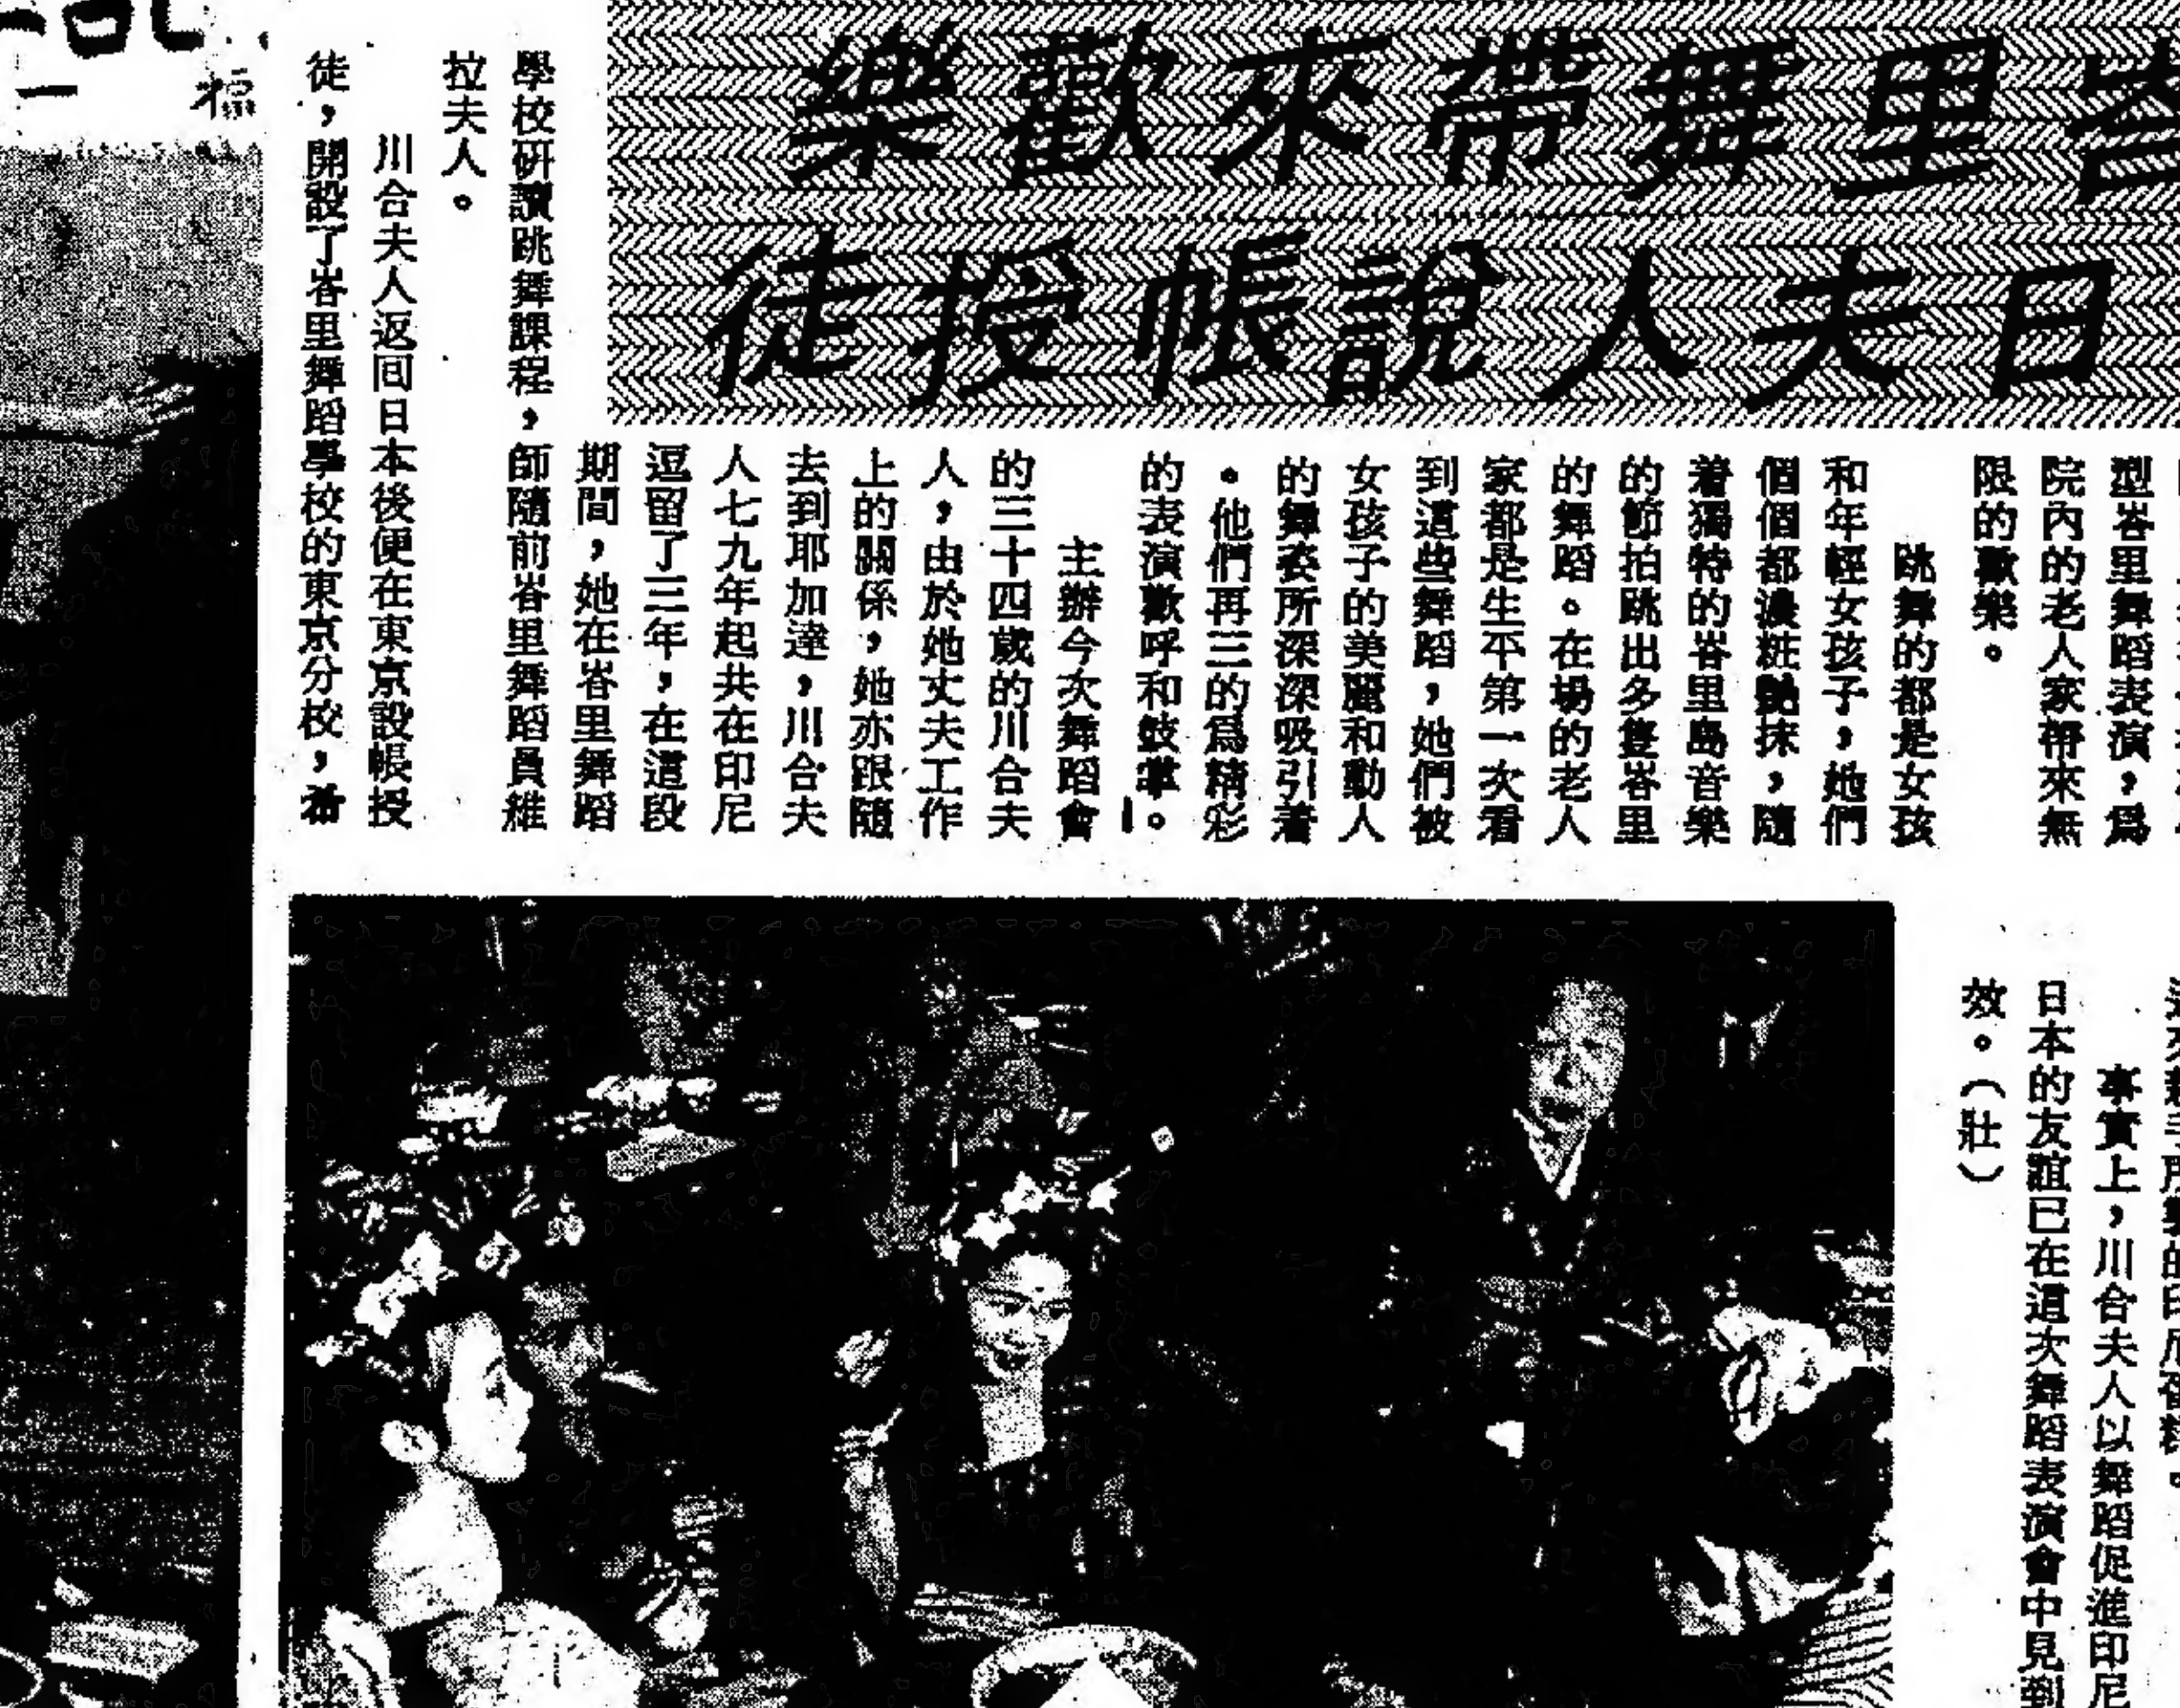 峇里舞帶來歡樂
日夫人說帳授徒
型峇里舞蹈表演，爲
院內的老人家帶來無
限的歡樂。
跳舞的都是女孩
和年輕女孩子，她們
個個都濃粧艷抹，隨
着獨特的峇里島音樂
的節拍跳出多隻峇里
的舞蹈。在場的老人
家都是生平第一次看
到這些舞蹈，她們被
女孩子的美麗和動人
的舞姿所深深吸引着
。他們再三的爲精彩
的表演歡呼和鼓掌。
主辦今次舞蹈會
的三十四歲的川合夫
人，由於她丈夫工作
上的關係，她亦跟隨
去到耶加達，川合夫
人七九年起共在印尼
逗留了三年，在這段
期間，她在峇里舞蹈
學校研讀跳舞課程，師隨前峇里舞蹈員維
拉夫人。
川合夫人返回日本後便在東京設帳授
徒，開設了峇里舞蹈學校的東京分校，希
事實上，川合夫人以舞蹈促進印尼
日本的友誼已在這次舞蹈表演會中見到
效。（壯）